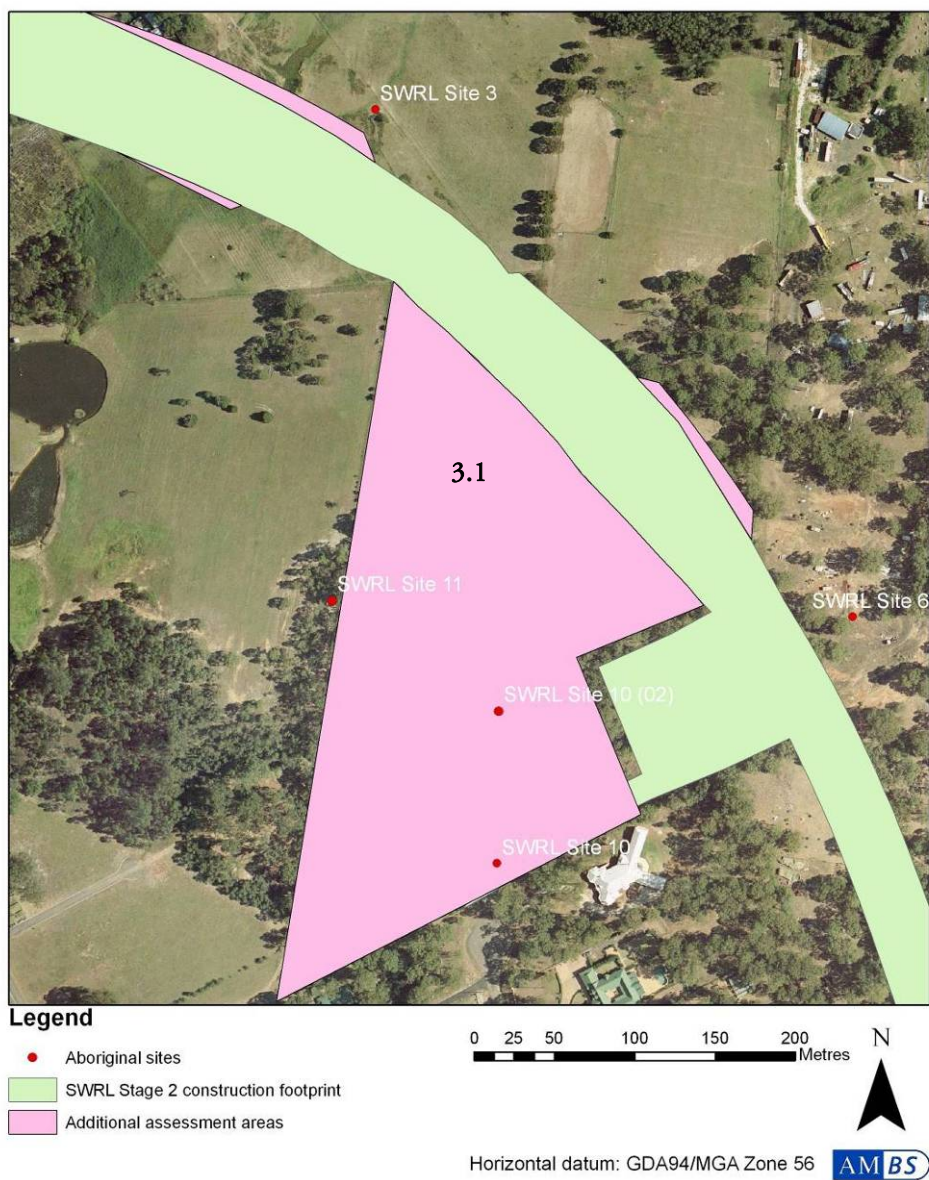 SWRL Site 3
3.1
SWRL Site 11
SWRL Site 6
SWRL Site 10 (02)
SWRL Site 10
Legend
Aboriginal sites
SWRL Stage 2 construction footprint
Additional assessment areas
0 25 50 100 150 200
Metres
N
Horizontal datum: GDA94/MGA Zone 56
AMBS